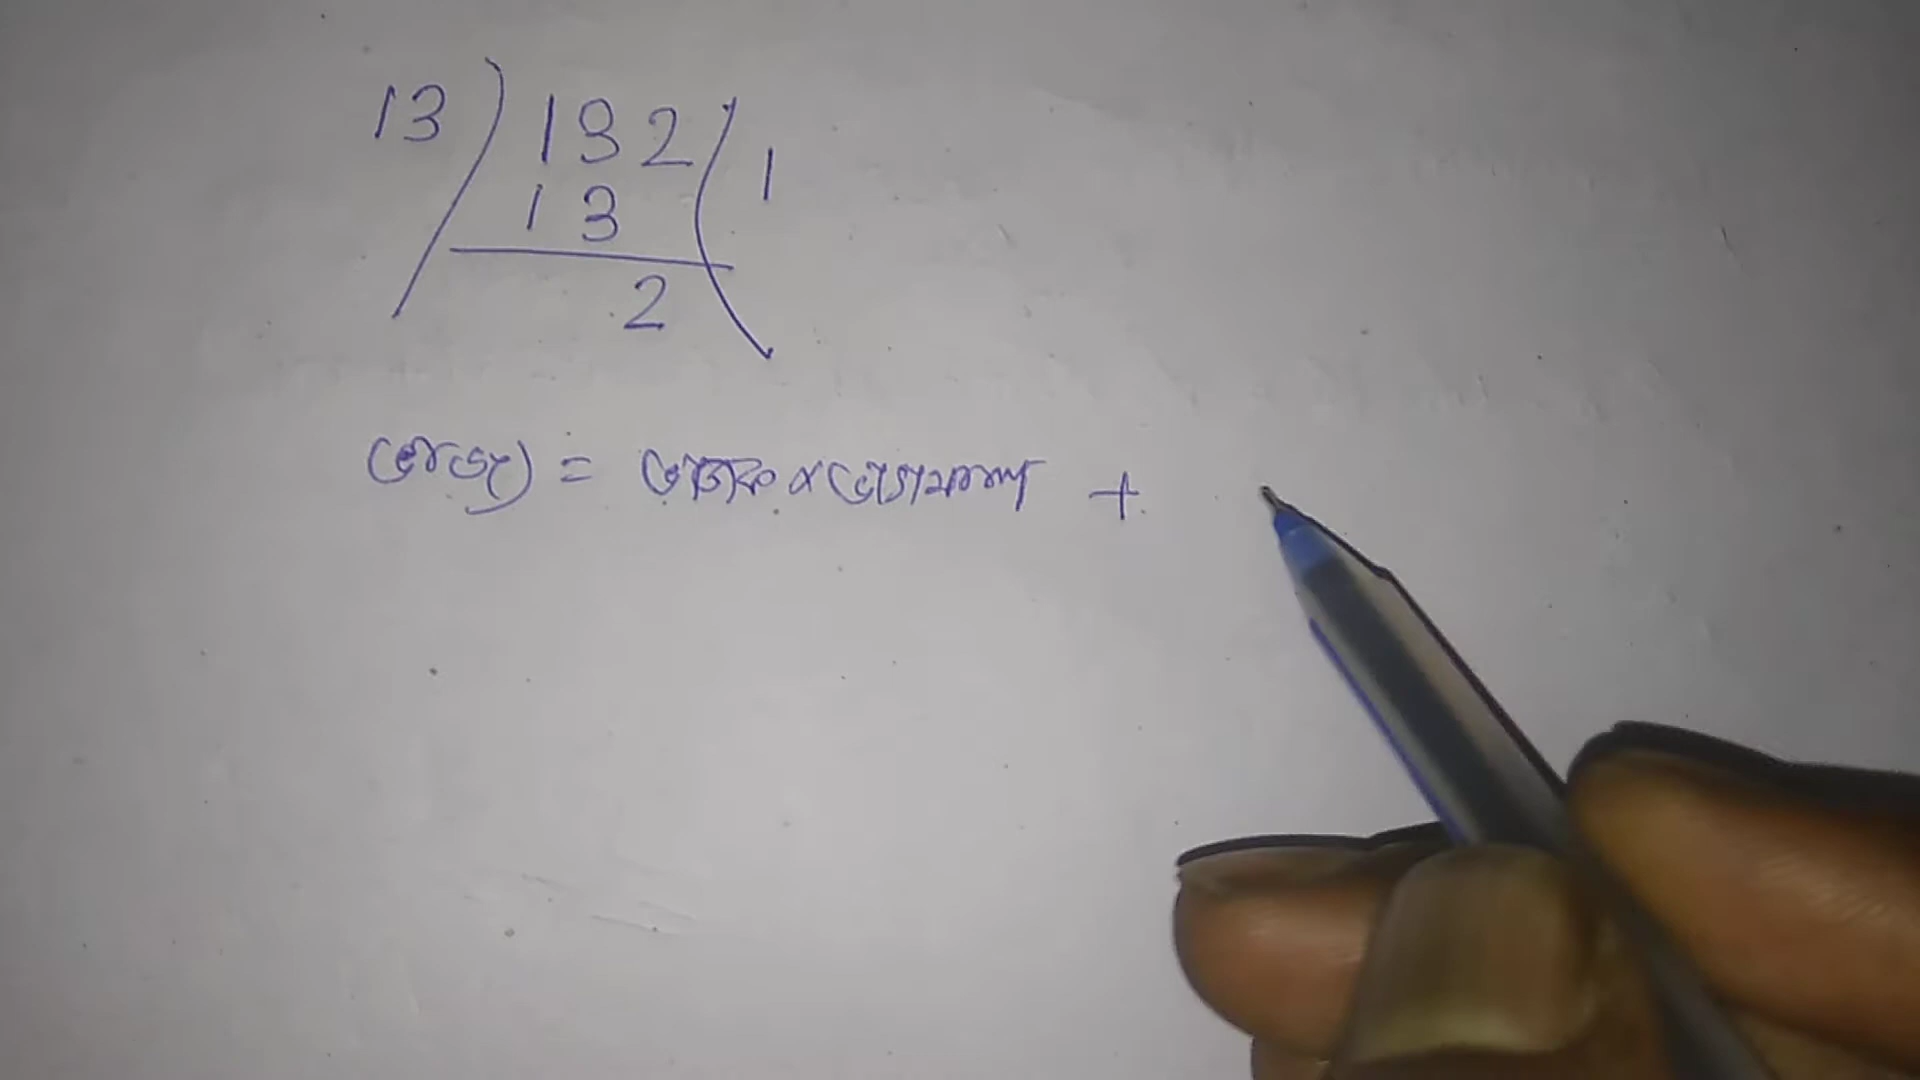 13 ) 132 ( 1
13
2
ভাজ্য = ভাজক × ভাগফল +